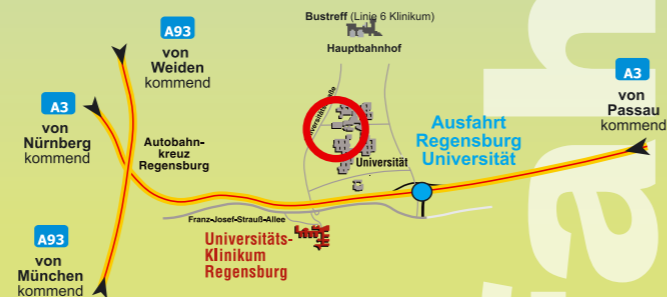 Bustreff (Linie 6 Klinikum)
Hauptbahnhof
A93
von
Weiden
kommend
A3
von
Nürnberg
kommend
Autobahn-
kreuz
Regensburg
A3
von
Passau
kommend
Ausfahrt
Regensburg
Universität
Universität
Franz-Josef-Strauß-Allee
Universitäts-
Klinikum
Regensburg
A93
von
München
kommend